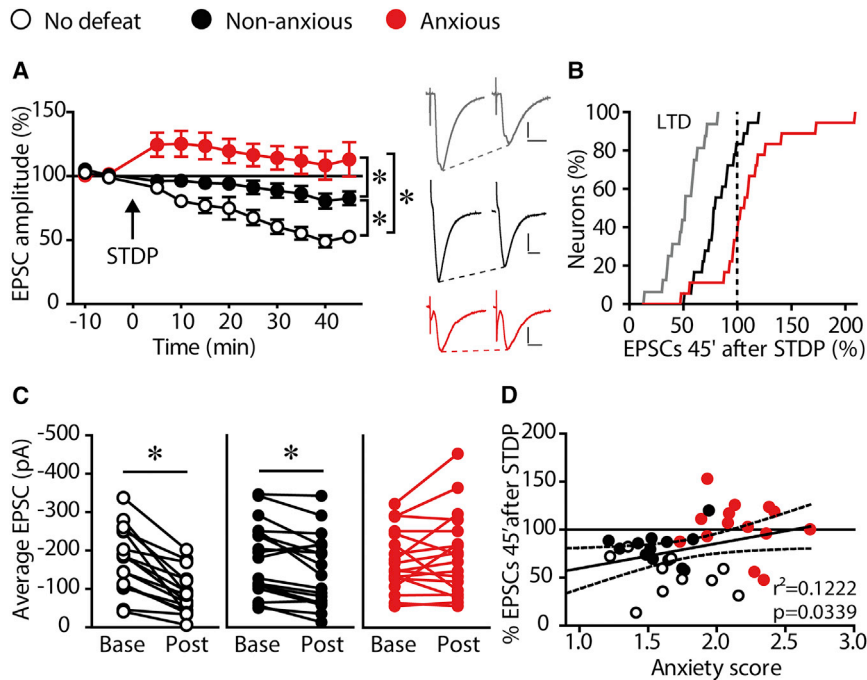 No defeat Non-anxious Anxious
A
EPSC amplitude (%)
150
100
50
0
STDP
*
*
*
-10 0 10 20 30 40
Time (min)
B
Neurons (%)
100
80
60
40
20
0
LTD
0 50 100 150 200
EPSCs 45' after STDP (%)
C
Average EPSC (pA)
-500
-400
-300
-200
-100
0
* *
Base Post Base Post Base Post
D
% EPSCs 45'after STDP
200
150
100
50
0
r²=0.1222
p=0.0339
1.0 1.5 2.0 2.5 3.0
Anxiety score